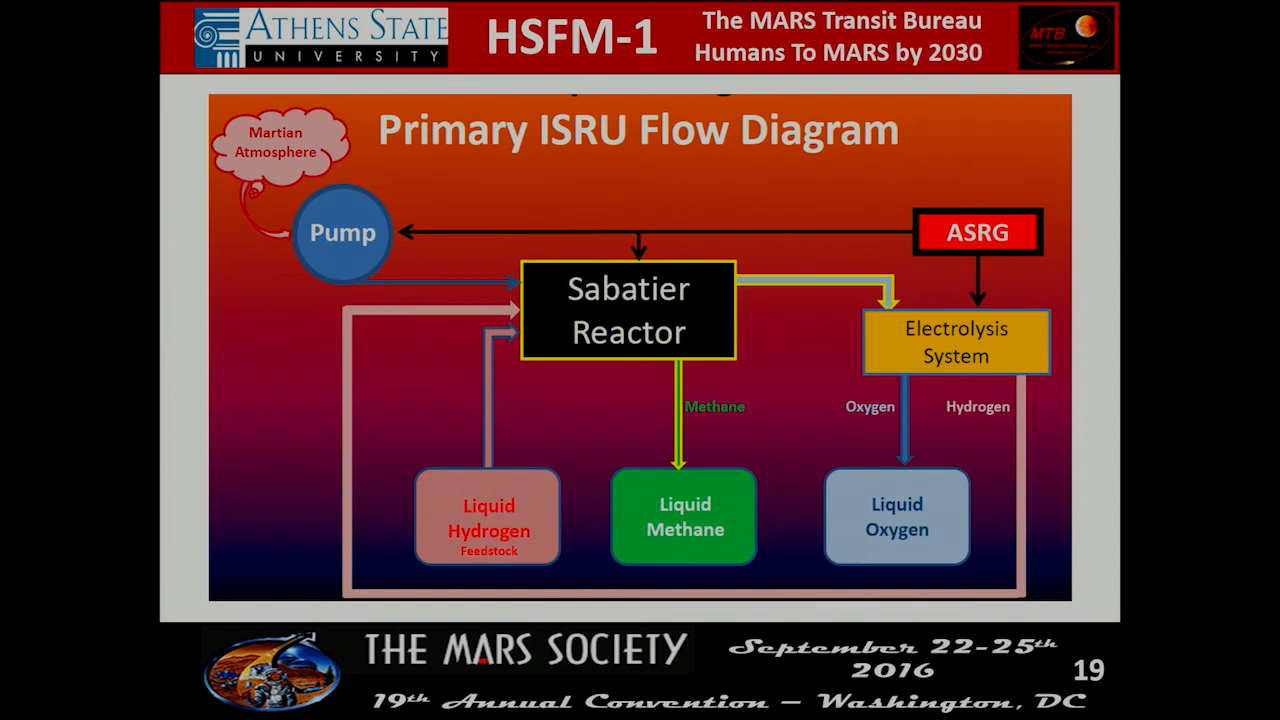 ATHENS STATE
UNIVERSITY
HSFM-1
The MARS Transit Bureau
Humans To MARS by 2030
MTB
Primary ISRU Flow Diagram
Martian
Atmosphere
Pump
ASRG
Sabatier
Reactor
Electrolysis
System
Methane
Oxygen
Hydrogen
Liquid
Hydrogen
Feedstock
Liquid
Methane
Liquid
Oxygen
THE MARS SOCIETY
September 22-25th
2016
19
19th Annual Convention – Washington, DC